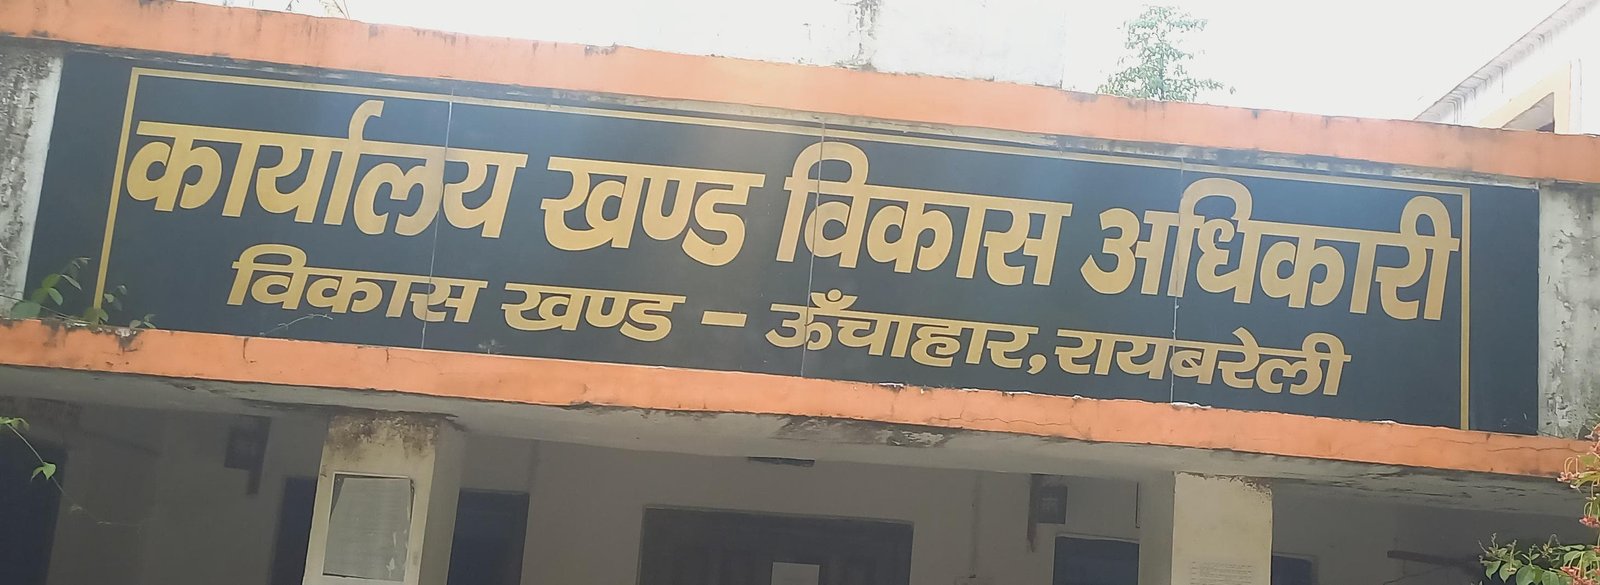 कार्यालय खण्ड विकास अधिकारी
विकास खण्ड - ऊँचाहार, रायबरेली